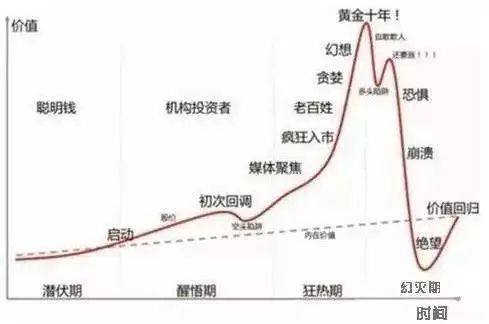 价值
黄金十年！
自欺欺人
幻想
还要涨！！！
聪明钱
机构投资者
贪婪
多头陷阱
恐惧
老百姓
疯狂入市
崩溃
媒体聚焦
初次回调
价值回归
股价
空头陷阱
启动
内在价值
绝望
潜伏期
醒悟期
狂热期
幻灭期
时间